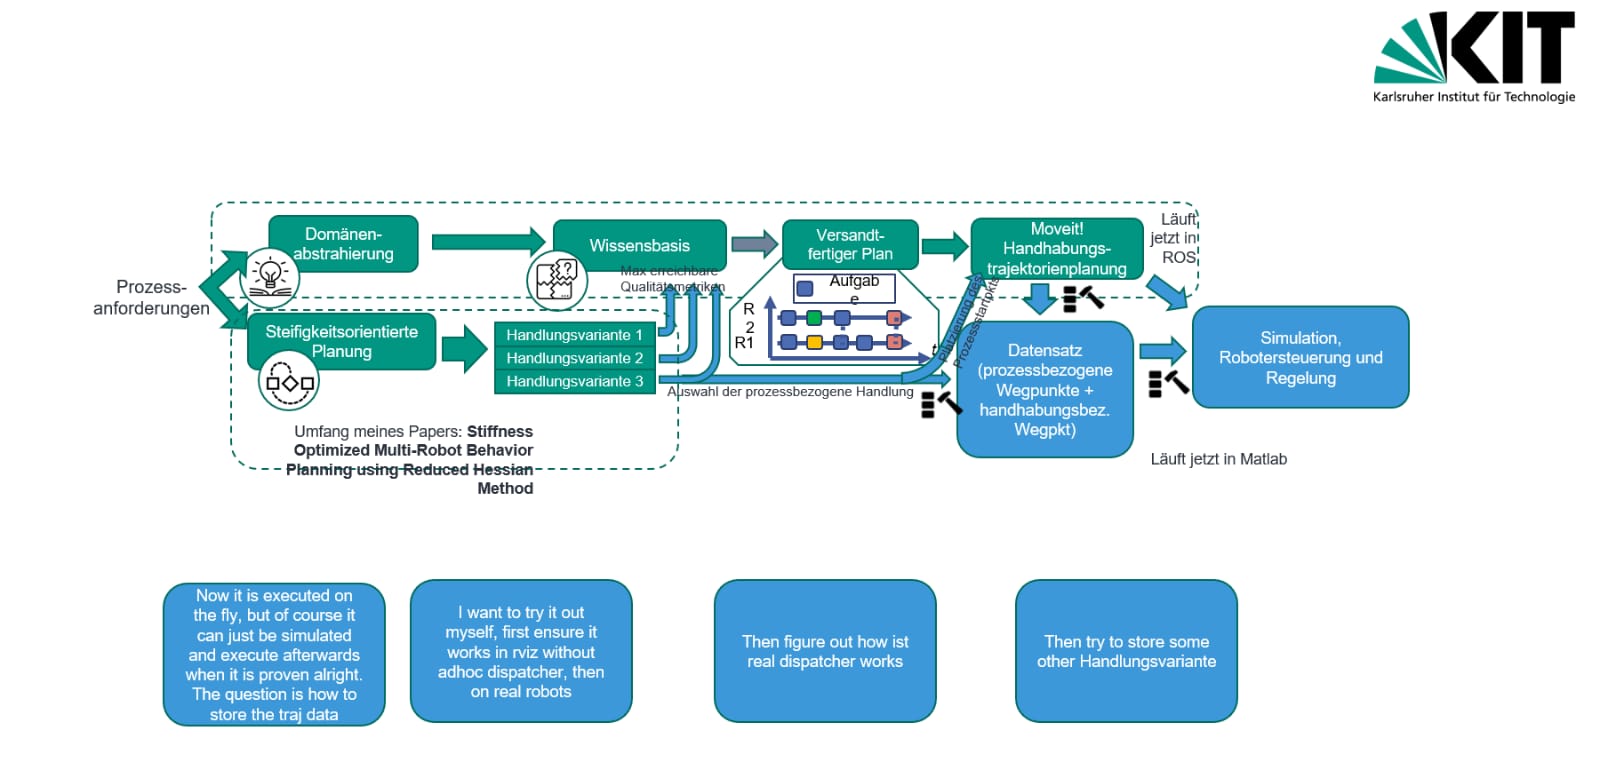 KIT
Karlsruher Institut für Technologie
Prozess-
anforderungen
Domänen-
abstrahierung
Wissensbasis
?
...
Versandt-
fertiger Plan
Moveit!
Handhabungs-
trajektorienplanung
Läuft
jetzt in
ROS
Max erreichbare
Qualitätsmetriken
Aufgab
e
R
2
R1
t
Platzierung des
Prozessstartpkts
Steifigkeitsorientierte
Planung
Handlungsvariante 1
Handlungsvariante 2
Handlungsvariante 3
Auswahl der prozessbezogene Handlung
Datensatz
(prozessbezogene
Wegpunkte +
handhabungsbez.
Wegpkt)
Simulation,
Robotersteuerung und
Regelung
Umfang meines Papers: Stiffness
Optimized Multi-Robot Behavior
Planning using Reduced Hessian
Method
Läuft jetzt in Matlab
Now it is executed on
the fly, but of course it
can just be simulated
and execute afterwards
when it is proven alright.
The question is how to
store the traj data
I want to try it out
myself, first ensure it
works in rviz without
adhoc dispatcher, then
on real robots
Then figure out how ist
real dispatcher works
Then try to store some
other Handlungsvariante